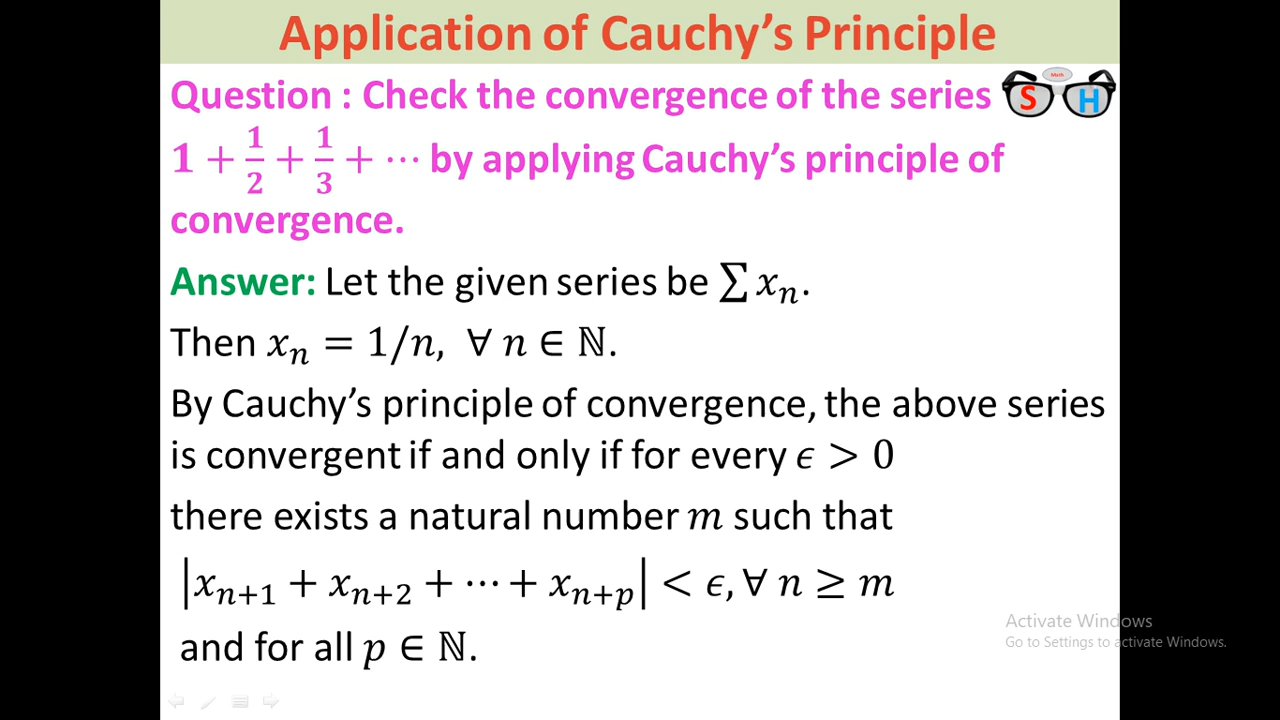 Application of Cauchy's Principle
Question : Check the convergence of the series
Math
S H
1 + 1/2 + 1/3 + ⋯ by applying Cauchy's principle of
convergence.
Answer: Let the given series be ∑ xₙ.
Then xₙ = 1/n, ∀ n ∈ ℕ.
By Cauchy's principle of convergence, the above series
is convergent if and only if for every ϵ > 0
there exists a natural number m such that
|xₙ₊₁ + xₙ₊₂ + ⋯ + xₙ₊ₚ| < ϵ, ∀ n ≥ m
and for all p ∈ ℕ.
Activate Windows
Go to Settings to activate Windows.